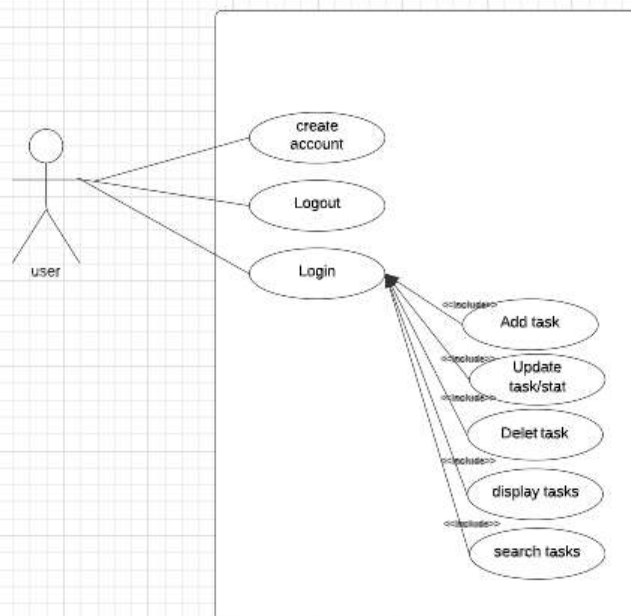 create
account
Logout
user
Login
<<include>>
Add task
<<include>>
Update
task/stat
<<include>>
Delet task
<<include>>
display tasks
<<include>>
search tasks